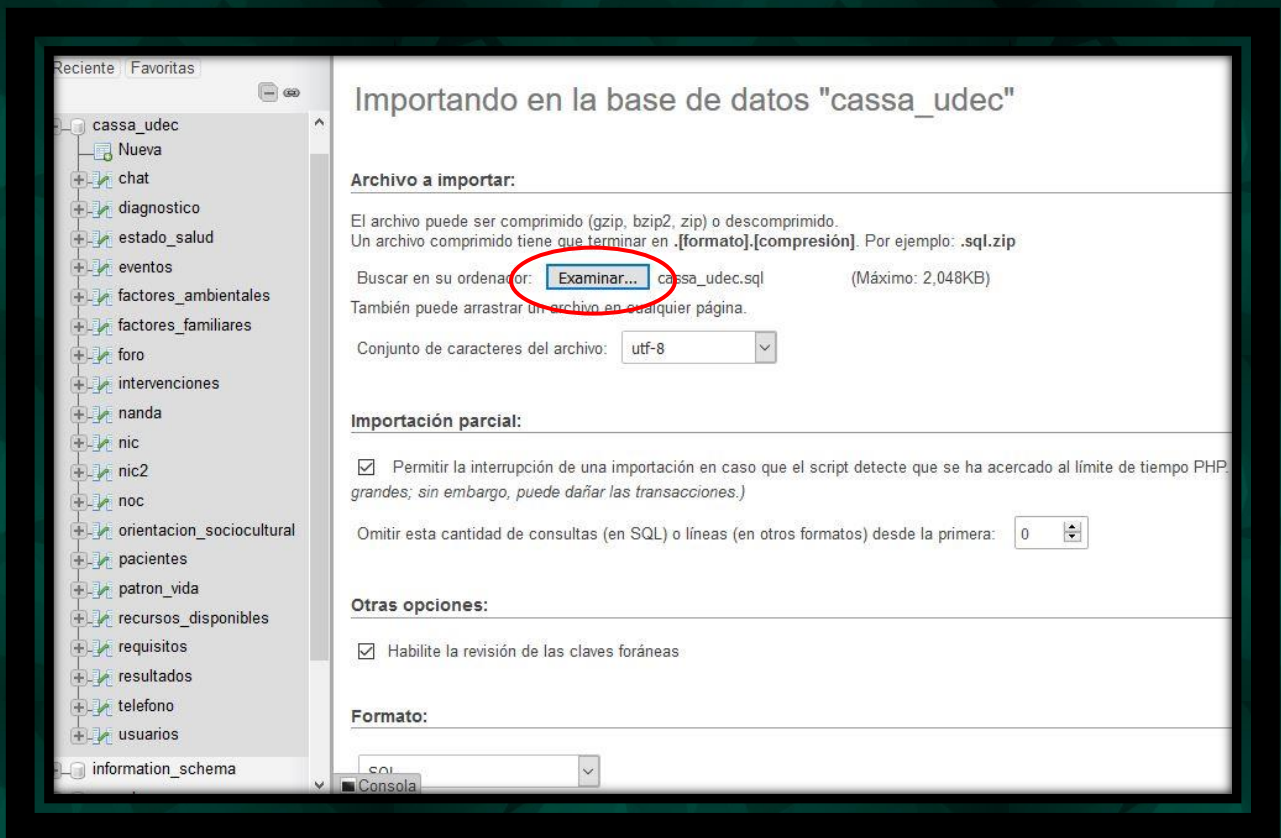 Reciente Favoritas
cassa_udec
Nueva
chat
diagnostico
estado_salud
eventos
factores_ambientales
factores_familiares
foro
intervenciones
nanda
nic
nic2
noc
orientacion_sociocultural
pacientes
patron_vida
recursos_disponibles
requisitos
resultados
telefono
usuarios
information_schema
Importando en la base de datos "cassa_udec"
Archivo a importar:
El archivo puede ser comprimido (gzip, bzip2, zip) o descomprimido.
Un archivo comprimido tiene que terminar en .[formato].[compresión]. Por ejemplo: .sql.zip
Buscar en su ordenador: Examinar... cassa_udec.sql (Máximo: 2,048KB)
También puede arrastrar un archivo en cualquier página.
Conjunto de caracteres del archivo: utf-8
Importación parcial:
Permitir la interrupción de una importación en caso que el script detecte que se ha acercado al límite de tiempo PHP.
grandes; sin embargo, puede dañar las transacciones.)
Omitir esta cantidad de consultas (en SQL) o líneas (en otros formatos) desde la primera: 0
Otras opciones:
Habilite la revisión de las claves foráneas
Formato:
SQL
Consola